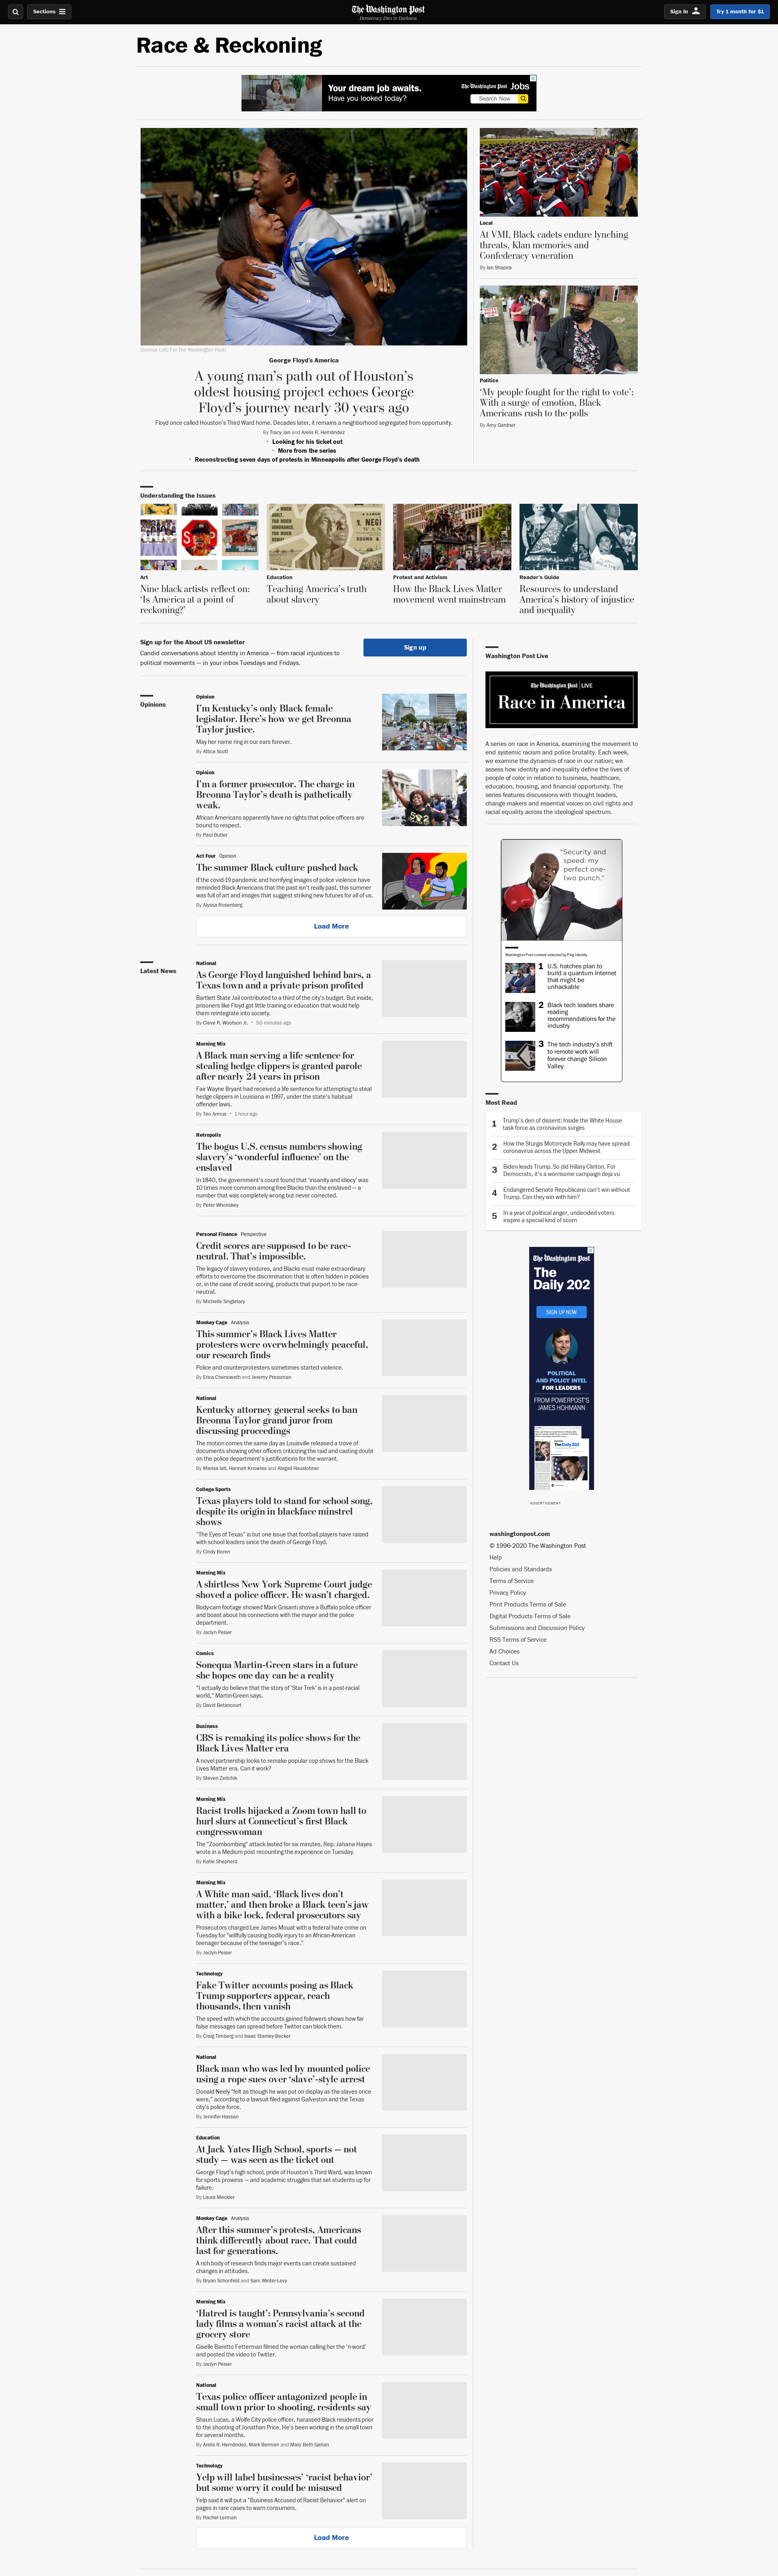 Sections
The Washington Post
Democracy Dies in Darkness
Sign In
Try 1 month for $1
Race & Reckoning
Your dream job awaits.
Have you looked today?
The Washington Post Jobs
Search Now
(Joshua Lott/For The Washington Post)
George Floyd's America
A young man's path out of Houston's
oldest housing project echoes George
Floyd's journey nearly 30 years ago
Floyd once called Houston's Third Ward home. Decades later, it remains a neighborhood segregated from opportunity.
By Tracy Jan and Arelis R. Hernández
Looking for his ticket out
More from the series
Reconstructing seven days of protests in Minneapolis after George Floyd's death
Local
At VMI, Black cadets endure lynching
threats, Klan memories and
Confederacy veneration
By Ian Shapira
Politics
'My people fought for the right to vote':
With a surge of emotion, Black
Americans rush to the polls
By Amy Gardner
Understanding the Issues
Art
Nine black artists reflect on:
'Is America at a point of
reckoning?'
Education
Teaching America's truth
about slavery
Protest and Activism
How the Black Lives Matter
movement went mainstream
Reader's Guide
Resources to understand
America's history of injustice
and inequality
Sign up for the About US newsletter
Candid conversations about identity in America — from racial injustices to
political movements — in your inbox Tuesdays and Fridays.
Sign up
Opinions
Opinion
I'm Kentucky's only Black female
legislator. Here's how we get Breonna
Taylor justice.
May her name ring in our ears forever.
By Attica Scott
Opinion
I'm a former prosecutor. The charge in
Breonna Taylor's death is pathetically
weak.
African Americans apparently have no rights that police officers are
bound to respect.
By Paul Butler
Act Four Opinion
The summer Black culture pushed back
If the covid-19 pandemic and horrifying images of police violence have
reminded Black Americans that the past isn't really past, this summer
was full of art and images that suggest striking new futures for all of us.
By Alyssa Rosenberg
Load More
Latest News
National
As George Floyd languished behind bars, a
Texas town and a private prison profited
Bartlett State Jail contributed to a third of the city's budget. But inside,
prisoners like Floyd got little training or education that would help
them reintegrate into society.
By Cleve R. Wootson Jr. • 50 minutes ago
Morning Mix
A Black man serving a life sentence for
stealing hedge clippers is granted parole
after nearly 24 years in prison
Fair Wayne Bryant had received a life sentence for attempting to steal
hedge clippers in Louisiana in 1997, under the state's habitual
offender laws.
By Teo Armus • 1 hour ago
Retropolis
The bogus U.S. census numbers showing
slavery's 'wonderful influence' on the
enslaved
In 1840, the government's count found that 'insanity and idiocy' was
10 times more common among free Blacks than the enslaved — a
number that was completely wrong but never corrected.
By Peter Whoriskey
Personal Finance Perspective
Credit scores are supposed to be race-
neutral. That's impossible.
The legacy of slavery endures, and Blacks must make extraordinary
efforts to overcome the discrimination that is often hidden in policies
or, in the case of credit scoring, products that purport to be race-
neutral.
By Michelle Singletary
Monkey Cage Analysis
This summer's Black Lives Matter
protesters were overwhelmingly peaceful,
our research finds
Police and counterprotesters sometimes started violence.
By Erica Chenoweth and Jeremy Pressman
National
Kentucky attorney general seeks to ban
Breonna Taylor grand juror from
discussing proceedings
The motion comes the same day as Louisville released a trove of
documents showing other officers criticizing the raid and casting doubt
on the police department's justifications for the warrant.
By Marisa Iati, Hannah Knowles and Abigail Hauslohner
College Sports
Texas players told to stand for school song,
despite its origin in blackface minstrel
shows
"The Eyes of Texas" is but one issue that football players have raised
with school leaders since the death of George Floyd.
By Cindy Boren
Morning Mix
A shirtless New York Supreme Court judge
shoved a police officer. He wasn't charged.
Body-cam footage showed Mark Grisanti shove a Buffalo police officer
and boast about his connections with the mayor and the police
department.
By Jaclyn Peiser
Comics
Sonequa Martin-Green stars in a future
she hopes one day can be a reality
"I actually do believe that the story of 'Star Trek' is in a post-racial
world," Martin-Green says.
By David Betancourt
Business
CBS is remaking its police shows for the
Black Lives Matter era
A novel partnership looks to remake popular cop shows for the Black
Lives Matter era. Can it work?
By Steven Zeitchik
Morning Mix
Racist trolls hijacked a Zoom town hall to
hurl slurs at Connecticut's first Black
congresswoman
The "Zoombombing" attack lasted for six minutes, Rep. Jahana Hayes
wrote in a Medium post recounting the experience on Tuesday.
By Katie Shepherd
Morning Mix
A White man said, 'Black lives don't
matter,' and then broke a Black teen's jaw
with a bike lock, federal prosecutors say
Prosecutors charged Lee James Mouat with a federal hate crime on
Tuesday for "willfully causing bodily injury to an African-American
teenager because of the teenager's race."
By Jaclyn Peiser
Technology
Fake Twitter accounts posing as Black
Trump supporters appear, reach
thousands, then vanish
The speed with which the accounts gained followers shows how far
false messages can spread before Twitter can block them.
By Craig Timberg and Isaac Stanley-Becker
National
Black man who was led by mounted police
using a rope sues over 'slave'-style arrest
Donald Neely "felt as though he was put on display as the slaves once
were," according to a lawsuit filed against Galveston and the Texas
city's police force.
By Jennifer Hassan
Education
At Jack Yates High School, sports — not
study — was seen as the ticket out
George Floyd's high school, pride of Houston's Third Ward, was known
for sports prowess — and academic struggles that set students up for
failure.
By Laura Meckler
Monkey Cage Analysis
After this summer's protests, Americans
think differently about race. That could
last for generations.
A rich body of research finds major events can create sustained
changes in attitudes.
By Bryan Schonfeld and Sam Winter-Levy
Morning Mix
'Hatred is taught': Pennsylvania's second
lady films a woman's racist attack at the
grocery store
Giselle Baretto Fetterman filmed the woman calling her the 'n-word'
and posted the video to Twitter.
By Jaclyn Peiser
National
Texas police officer antagonized people in
small town prior to shooting, residents say
Shaun Lucas, a Wolfe City police officer, harassed Black residents prior
to the shooting of Jonathan Price. He's been working in the small town
for several months.
By Arelis R. Hernández, Mark Berman and Mary Beth Gahan
Technology
Yelp will label businesses' 'racist behavior'
but some worry it could be misused
Yelp said it will put a "Business Accused of Racist Behavior" alert on
pages in rare cases to warn consumers.
By Rachel Lerman
Load More
Washington Post Live
The Washington Post LIVE
Race in America
A series on race in America, examining the movement to
end systemic racism and police brutality. Each week,
we examine the dynamics of race in our nation; we
assess how identity and inequality define the lives of
people of color in relation to business, healthcare,
education, housing, and financial opportunity. The
series features discussions with thought leaders,
change makers and essential voices on civil rights and
racial equality across the ideological spectrum.
"Security and
speed: my
perfect one-
two punch."
Washington Post content selected by Ping Identity
1 U.S. hatches plan to
build a quantum Internet
that might be
unhackable
2 Black tech leaders share
reading
recommendations for the
industry
3 The tech industry's shift
to remote work will
forever change Silicon
Valley
Most Read
1 Trump's den of dissent: Inside the White House
task force as coronavirus surges
2 How the Sturgis Motorcycle Rally may have spread
coronavirus across the Upper Midwest
3 Biden leads Trump. So did Hillary Clinton. For
Democrats, it's a worrisome campaign deja vu
4 Endangered Senate Republicans can't win without
Trump. Can they win with him?
5 In a year of political anger, undecided voters
inspire a special kind of scorn
The Washington Post
The
Daily 202
SIGN UP NOW
POLITICAL
AND POLICY INTEL
FOR LEADERS
FROM POWERPOST'S
JAMES HOHMANN
The Daily 202
ADVERTISEMENT
washingtonpost.com
© 1996-2020 The Washington Post
Help
Policies and Standards
Terms of Service
Privacy Policy
Print Products Terms of Sale
Digital Products Terms of Sale
Submissions and Discussion Policy
RSS Terms of Service
Ad Choices
Contact Us